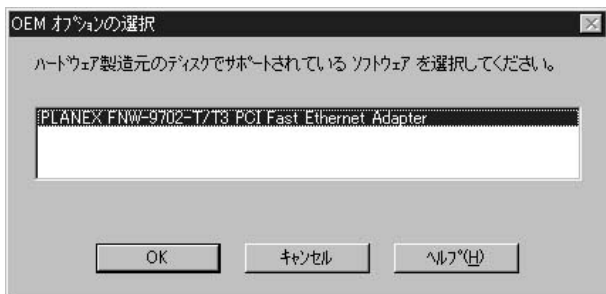 OEM ｵﾌﾟｼｮﾝの選択
ﾊｰﾄﾞｳｪｱ製造元のﾃﾞｨｽｸでｻﾎﾟｰﾄされている ｿﾌﾄｳｪｱ を選択してください。
PLANEX FNW-9702-T/T3 PCI Fast Ethernet Adapter
OK ｷｬﾝｾﾙ ﾍﾙﾌﾟ(H)